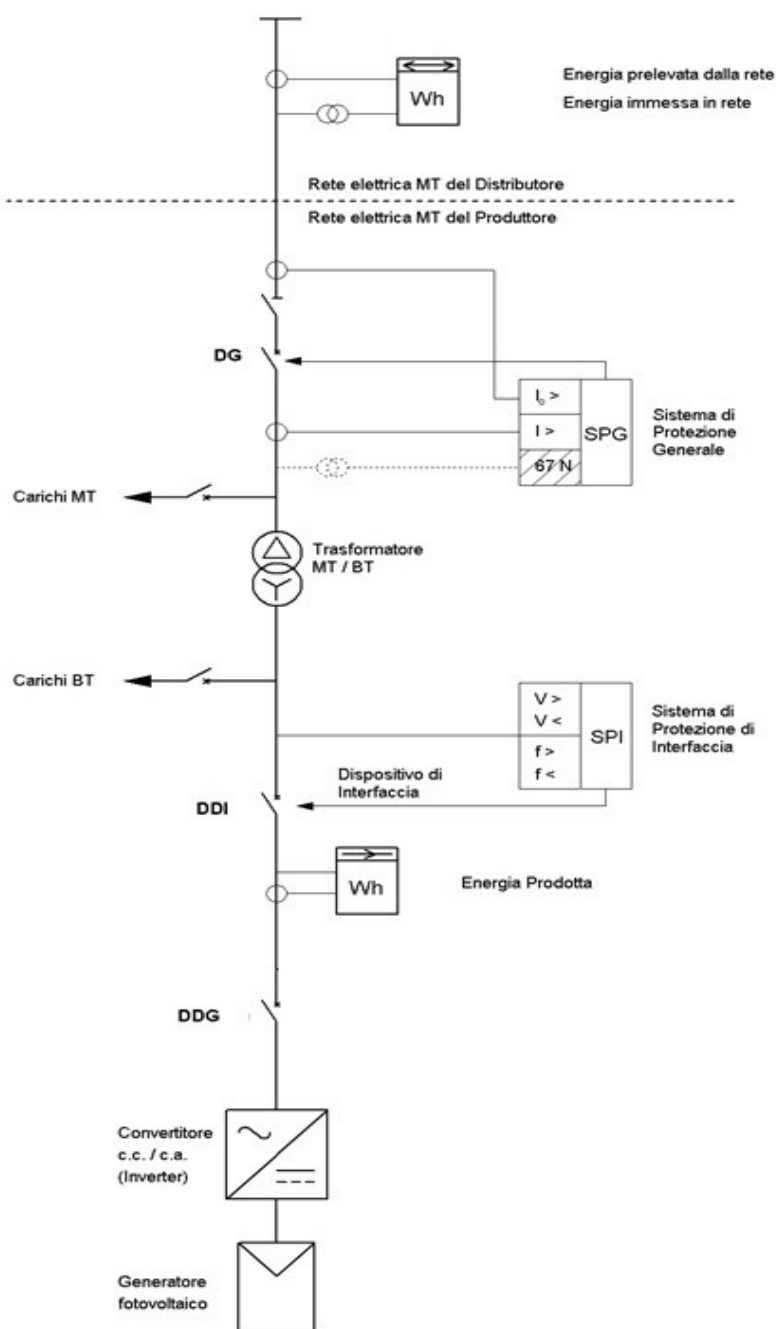 Wh
Energia prelevata dalla rete
Energia immessa in rete
Rete elettrica MT del Distributore
Rete elettrica MT del Produttore
DG
I₀ >
I >
67 N
SPG
Sistema di
Protezione
Generale
Carichi MT
Trasformatore
MT / BT
Carichi BT
V >
V <
f >
f <
SPI
Sistema di
Protezione di
Interfaccia
Dispositivo di
Interfaccia
DDI
Wh
Energia Prodotta
DDG
Convertitore
c.c. / c.a.
(Inverter)
Generatore
fotovoltaico